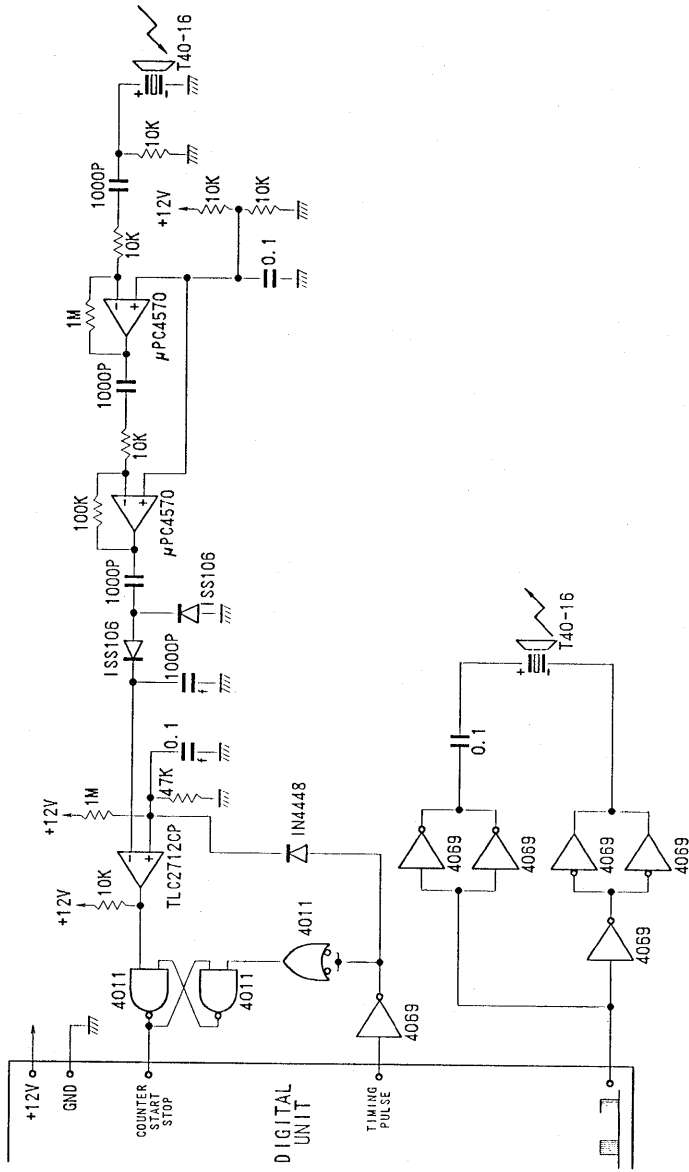 T40-16
+
-
10K
1000P
+12V
10K
10K
10K
0.1
1M
-
+
μPC4570
1000P
10K
100K
-
+
μPC4570
1000P
ISS106
ISS106
1000P
f
0.1
f
47K
1M
+12V
-
+
TLC2712CP
10K
+12V
IN4448
4011
4011
4011
4069
+12V
GND
COUNTER
START
STOP
DIGITAL
UNIT
TIMING
PULSE
T40-16
+
-
0.1
4069
4069
4069
4069
4069